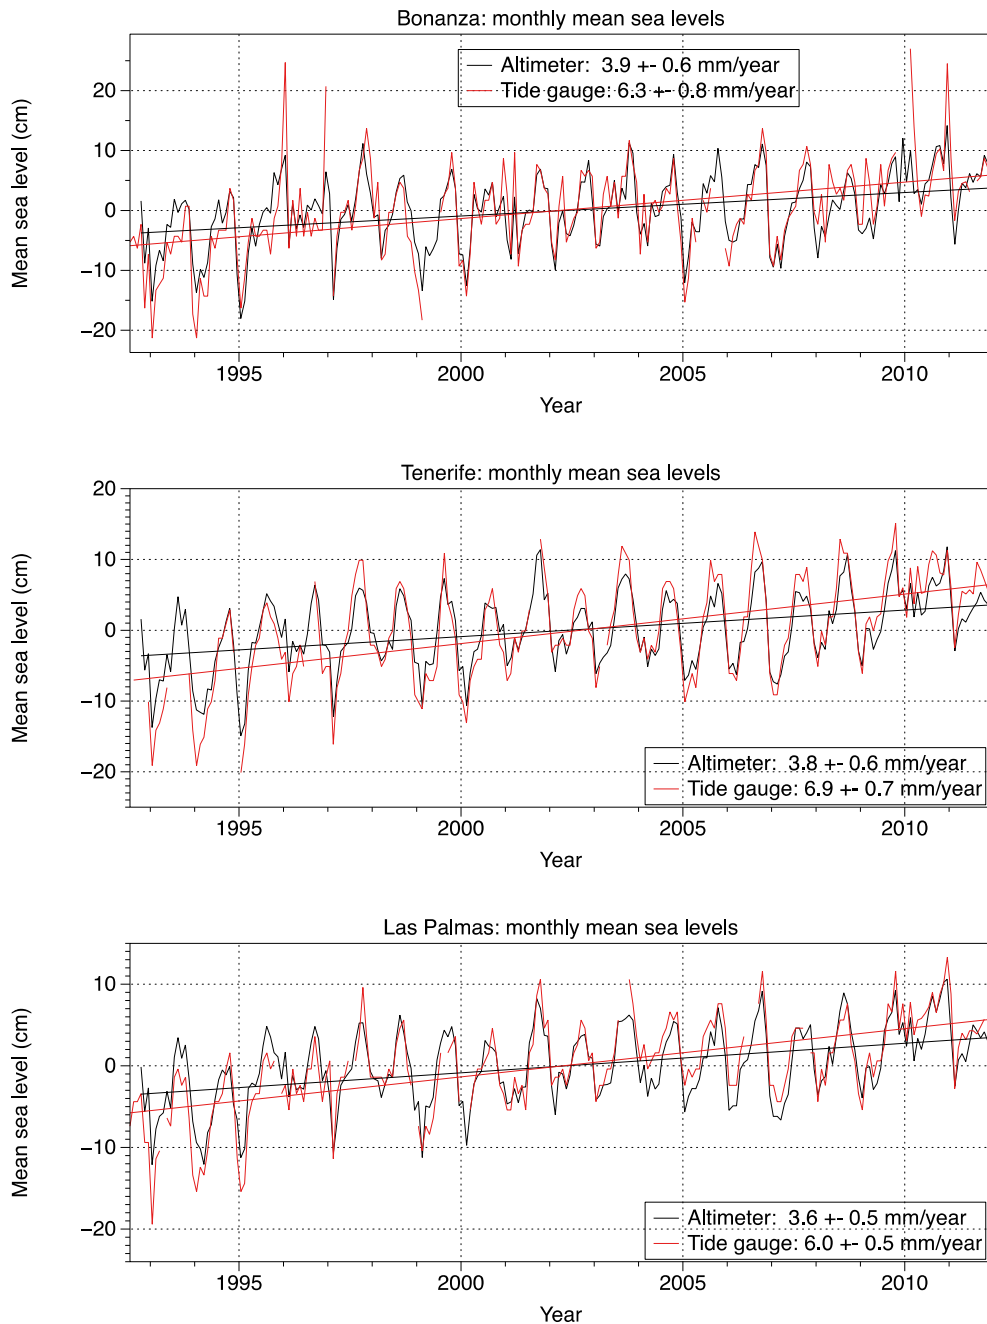 Bonanza: monthly mean sea levels
Altimeter: 3.9 +- 0.6 mm/year
Tide gauge: 6.3 +- 0.8 mm/year
Mean sea level (cm)
20
10
0
−10
−20
1995 2000 2005 2010
Year
Tenerife: monthly mean sea levels
Mean sea level (cm)
20
10
0
−10
−20
Altimeter: 3.8 +- 0.6 mm/year
Tide gauge: 6.9 +- 0.7 mm/year
1995 2000 2005 2010
Year
Las Palmas: monthly mean sea levels
Mean sea level (cm)
10
0
−10
−20
Altimeter: 3.6 +- 0.5 mm/year
Tide gauge: 6.0 +- 0.5 mm/year
1995 2000 2005 2010
Year